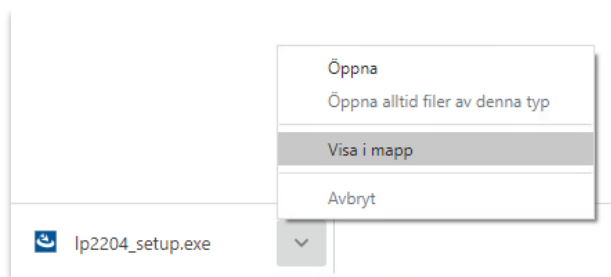 Öppna
Öppna alltid filer av denna typ
Visa i mapp
Avbryt
lp2204_setup.exe